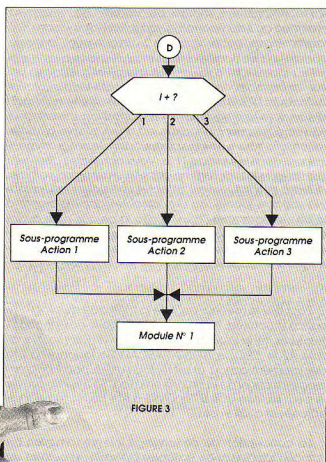 D
I + ?
1 2 3
Sous-programme
Action 1
Sous-programme
Action 2
Sous-programme
Action 3
Module N° 1
FIGURE 3